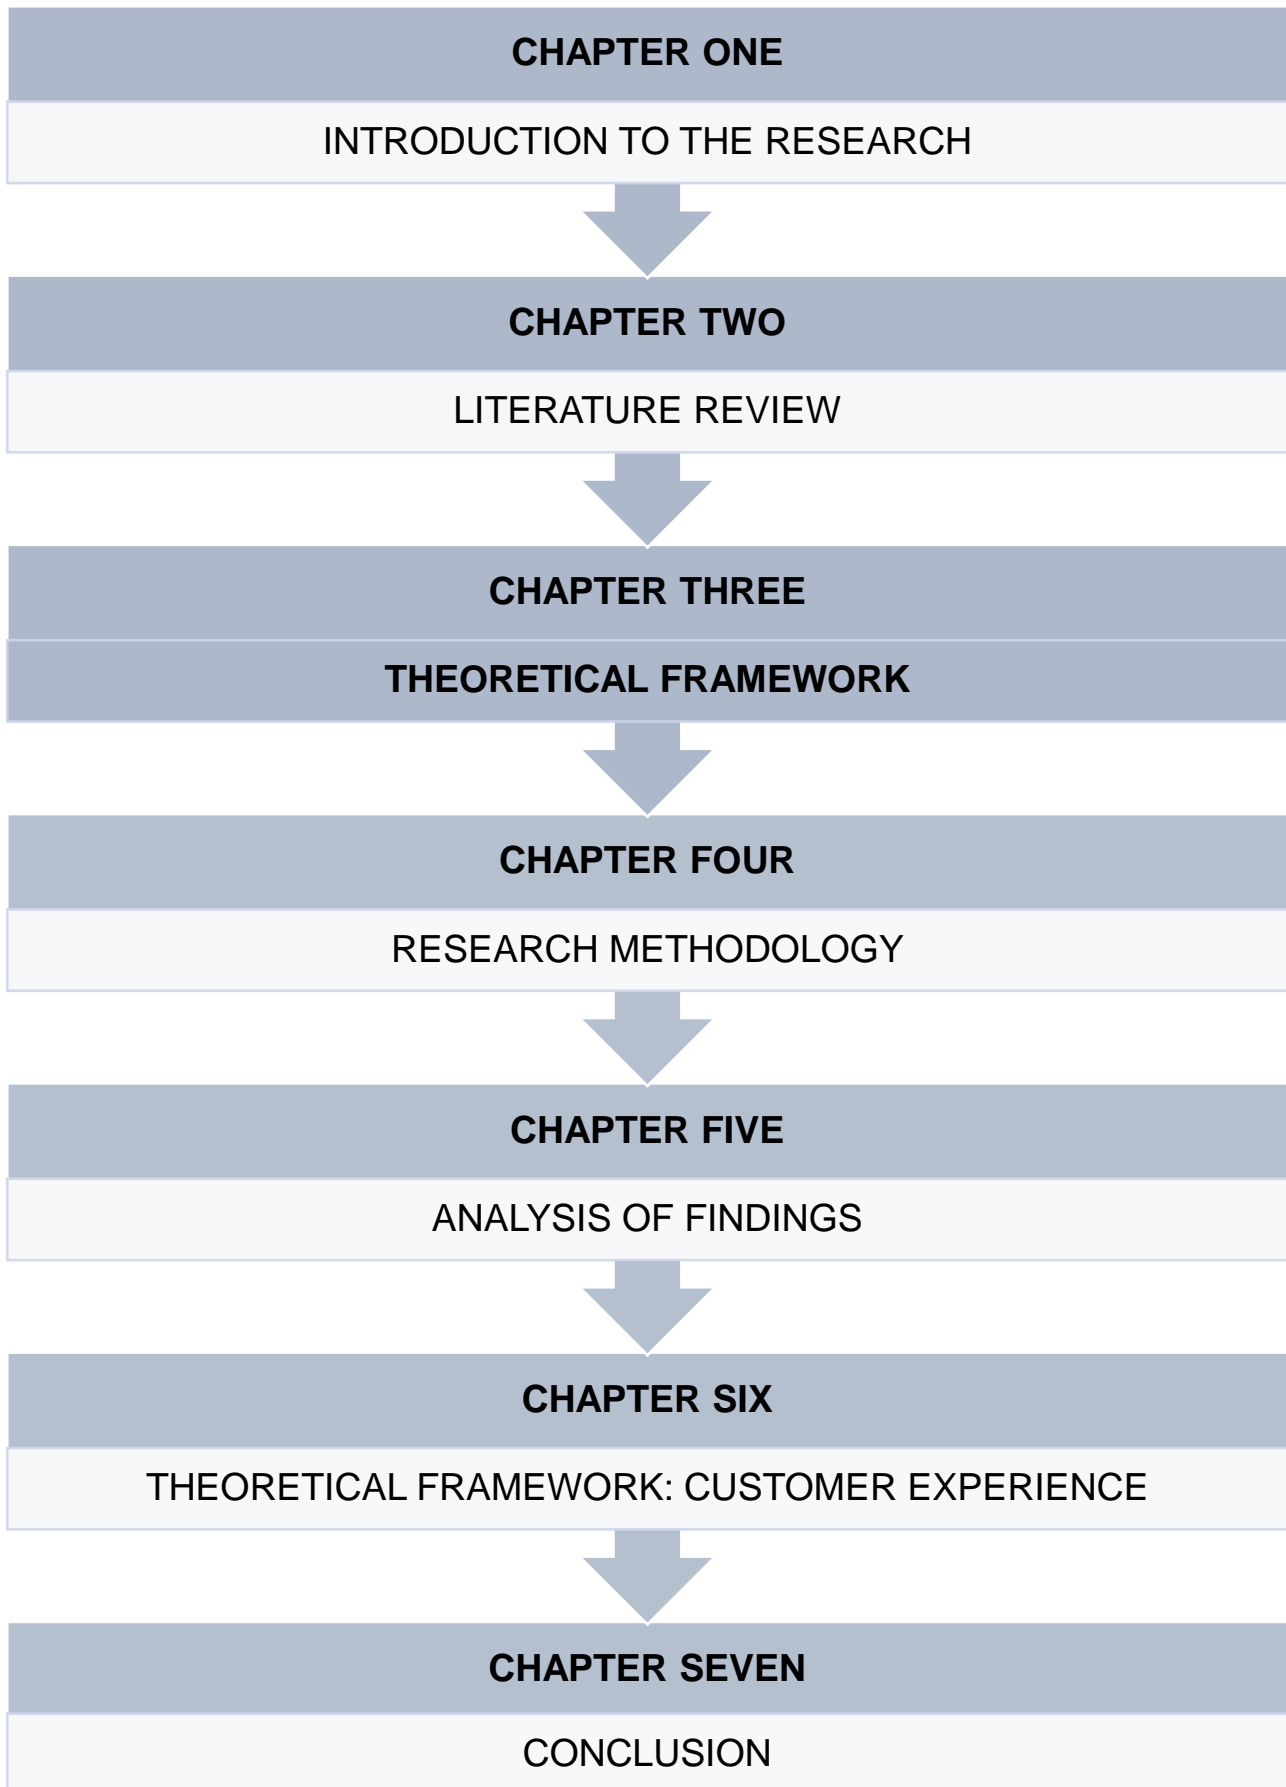 CHAPTER ONE
INTRODUCTION TO THE RESEARCH
CHAPTER TWO
LITERATURE REVIEW
CHAPTER THREE
THEORETICAL FRAMEWORK
CHAPTER FOUR
RESEARCH METHODOLOGY
CHAPTER FIVE
ANALYSIS OF FINDINGS
CHAPTER SIX
THEORETICAL FRAMEWORK: CUSTOMER EXPERIENCE
CHAPTER SEVEN
CONCLUSION